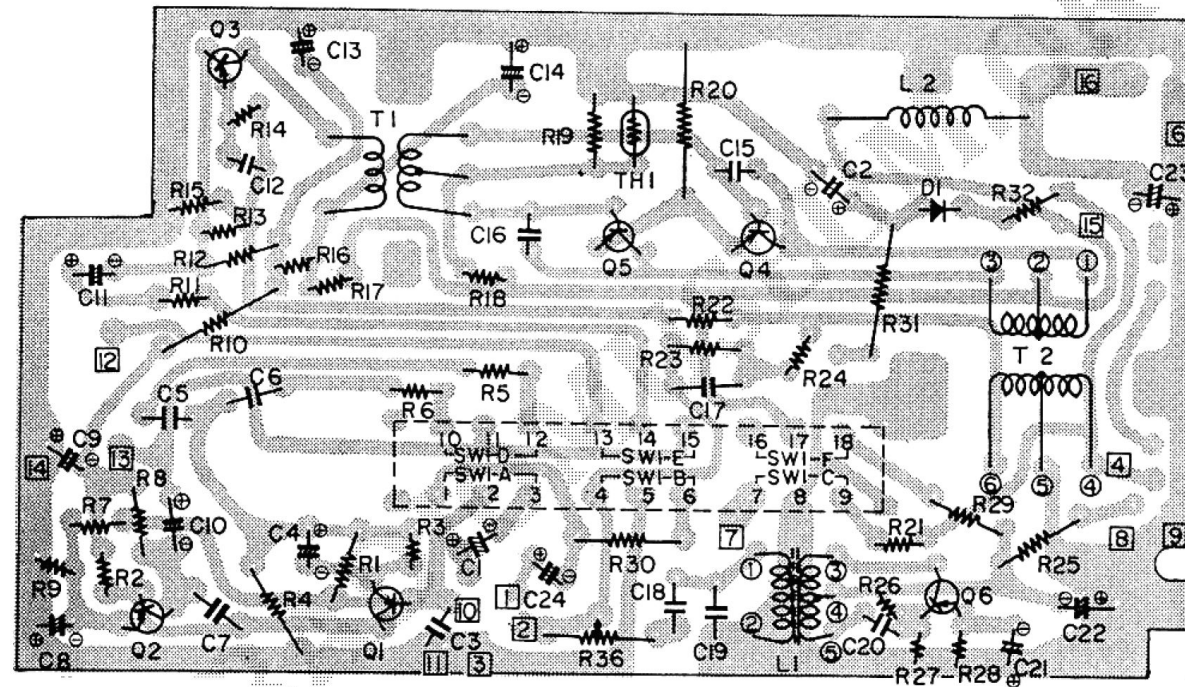 Q3
⊕ C13 ⊖
⊕ C14 ⊖
R20
L 2
16
R14
T1
R19
TH1
C15
C2 ⊖ ⊕
D1
R32
6
C23 ⊖ ⊕
C12
R15
R13
15
C16
Q5
Q4
R12
R16
③ ② ①
⊕ ⊖ C11
R11
R17
R18
R31
R10
R22
12
R23
R24
T 2
C6
C5
R5
R6
C17
10 11 12 13 14 15 16 17 18
SW1-D SW1-E SW1-F
SW1-A SW1-B SW1-C
1 2 3 4 5 6 7 8 9
14
⊕ C9 ⊖
13
R8
4
⑥ ⑤ ④
R7
⊕ C10 ⊖
C4 ⊕ ⊖
R1
R3
⊕ C1
R30
7
R21
R29
8
9
R9
R2
R4
⊕ C24 ⊖
C18
① ③
R26
R25
1
10
② ④
Q6
⊖ ⊕ C22
⊕ ⊖ C8
Q2
C7
Q1
C3
11
3
2
R36
C19
L1
⑤
C20
R27
R28
⊖ C21 ⊕